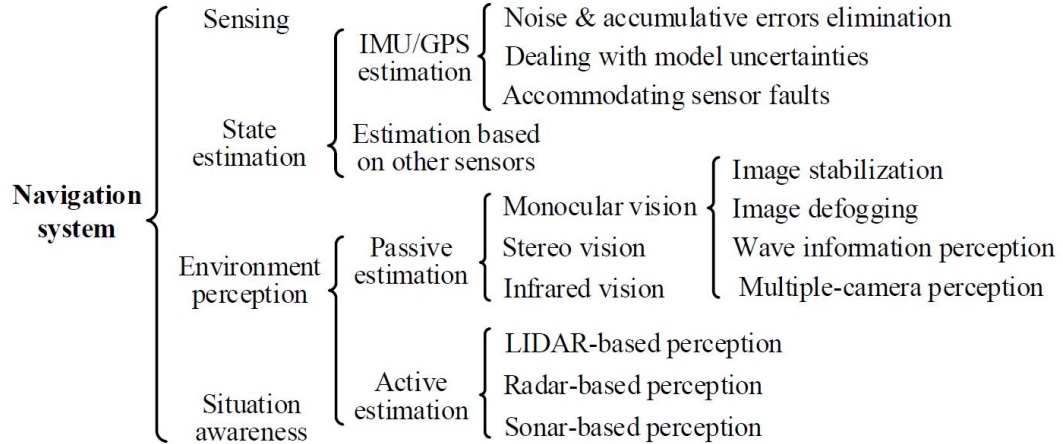 Navigation
system
Sensing
State
estimation
IMU/GPS
estimation
Noise & accumulative errors elimination
Dealing with model uncertainties
Accommodating sensor faults
Estimation based
on other sensors
Environment
perception
Passive
estimation
Monocular vision
Image stabilization
Image defogging
Wave information perception
Multiple-camera perception
Stereo vision
Infrared vision
Active
estimation
LIDAR-based perception
Radar-based perception
Sonar-based perception
Situation
awareness